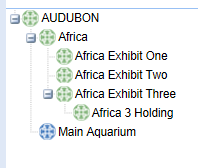 AUDUBON
Africa
Africa Exhibit One
Africa Exhibit Two
Africa Exhibit Three
Africa 3 Holding
Main Aquarium